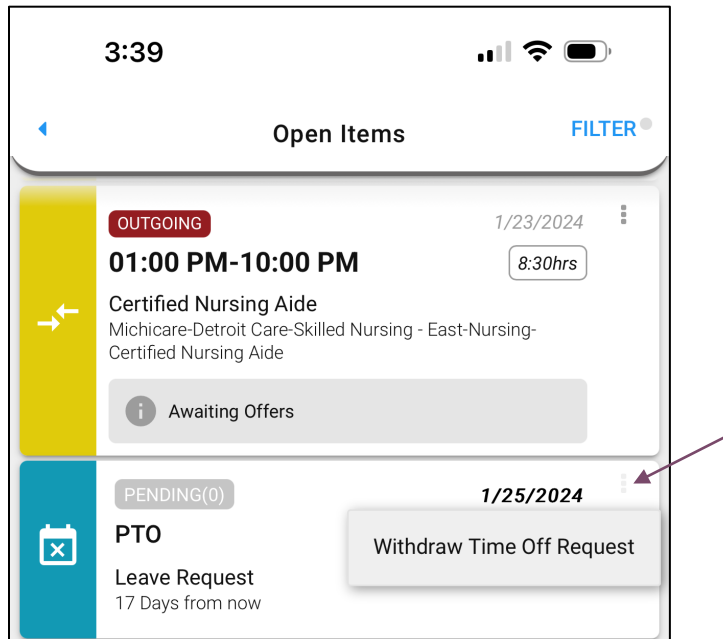 3:39
Open Items
FILTER
OUTGOING
1/23/2024
01:00 PM-10:00 PM
8:30hrs
Certified Nursing Aide
Michicare-Detroit Care-Skilled Nursing - East-Nursing-
Certified Nursing Aide
Awaiting Offers
PENDING(0)
1/25/2024
PTO
Withdraw Time Off Request
Leave Request
17 Days from now